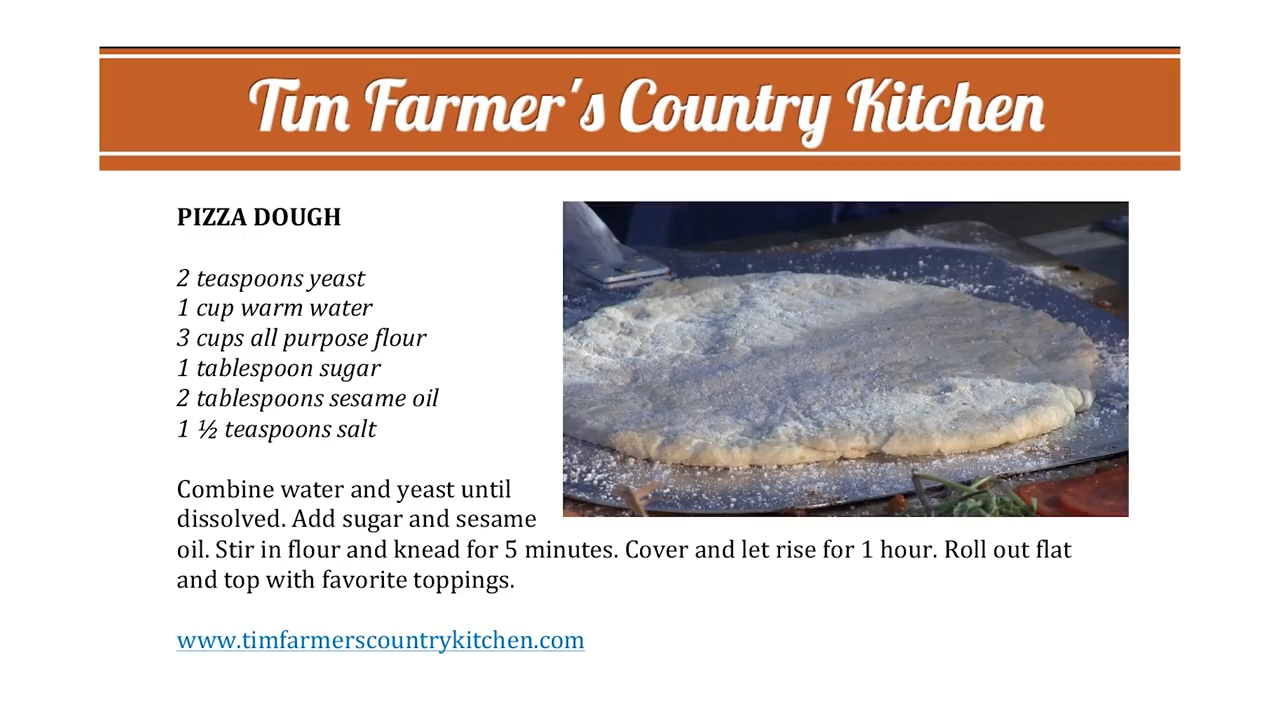 Tim Farmer's Country Kitchen
PIZZA DOUGH
2 teaspoons yeast
1 cup warm water
3 cups all purpose flour
1 tablespoon sugar
2 tablespoons sesame oil
1 ½ teaspoons salt
Combine water and yeast until
dissolved. Add sugar and sesame
oil. Stir in flour and knead for 5 minutes. Cover and let rise for 1 hour. Roll out flat
and top with favorite toppings.
www.timfarmerscountrykitchen.com